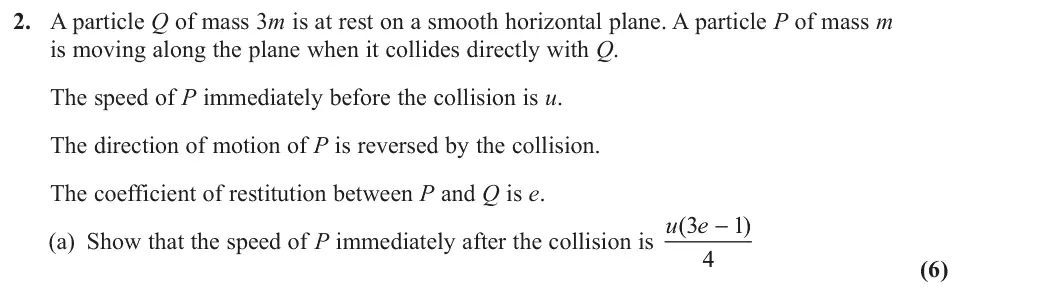 2. A particle Q of mass 3m is at rest on a smooth horizontal plane. A particle P of mass m
is moving along the plane when it collides directly with Q.
The speed of P immediately before the collision is u.
The direction of motion of P is reversed by the collision.
The coefficient of restitution between P and Q is e.
(a) Show that the speed of P immediately after the collision is u(3e – 1)/4
(6)